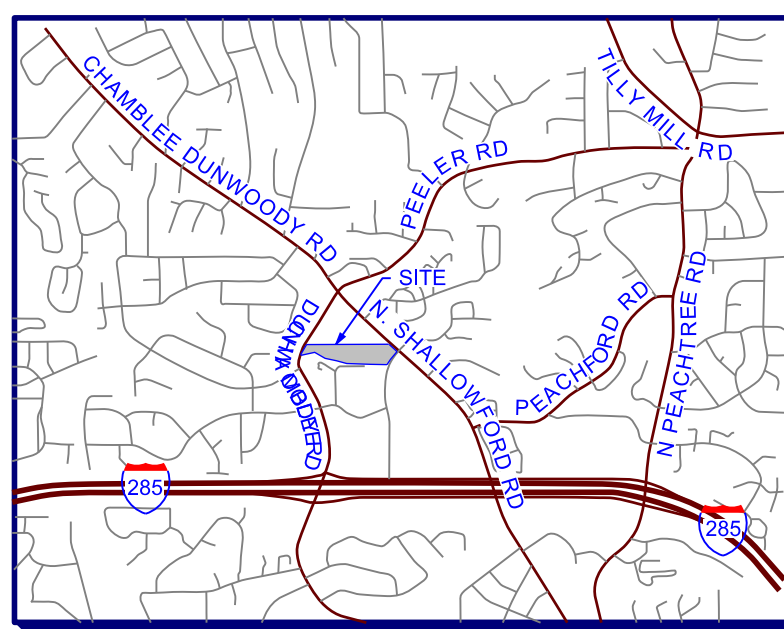 CHAMBLEE DUNWOODY RD
TILLY MILL RD
PEELER RD
SITE
N. SHALLOWFORD RD
PEACHFORD RD
N PEACHTREE RD
285
285